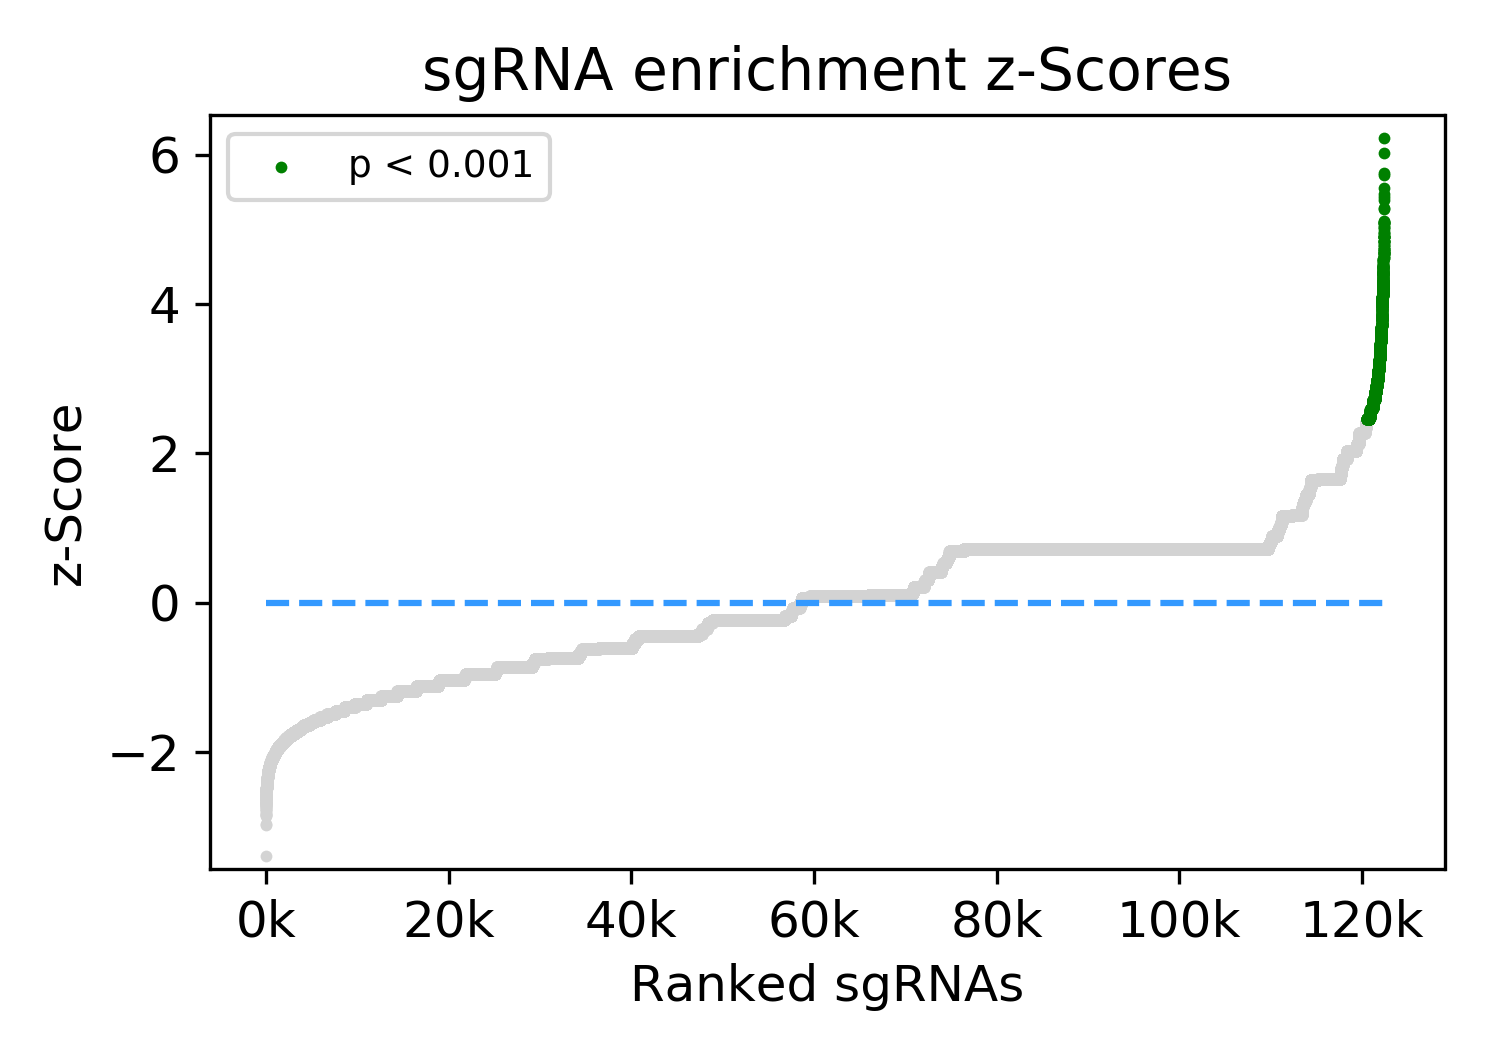 sgRNA enrichment z-Scores
p < 0.001
6
4
2
0
−2
z-Score
0k 20k 40k 60k 80k 100k 120k
Ranked sgRNAs